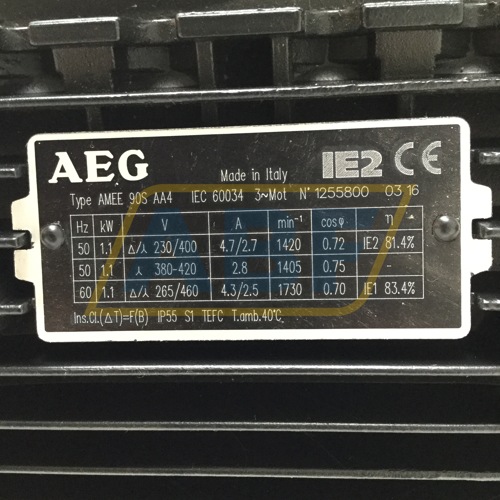 AEG Made in Italy IE2 CE
Type AMEE 90S AA4 IEC 60034 3~Mot N° 1255800 03 16
Hz kW V A min⁻¹ cosφ η
50 1.1 △/⅄ 230/400 4.7/2.7 1420 0.72 IE2 81.4%
50 1.1 ⅄ 380-420 2.8 1405 0.75 -
60 1.1 △/⅄ 265/460 4.3/2.5 1730 0.70 IE1 83.4%
Ins.Cl.(△T)=F(B) IP55 S1 TEFC T.amb.40°C